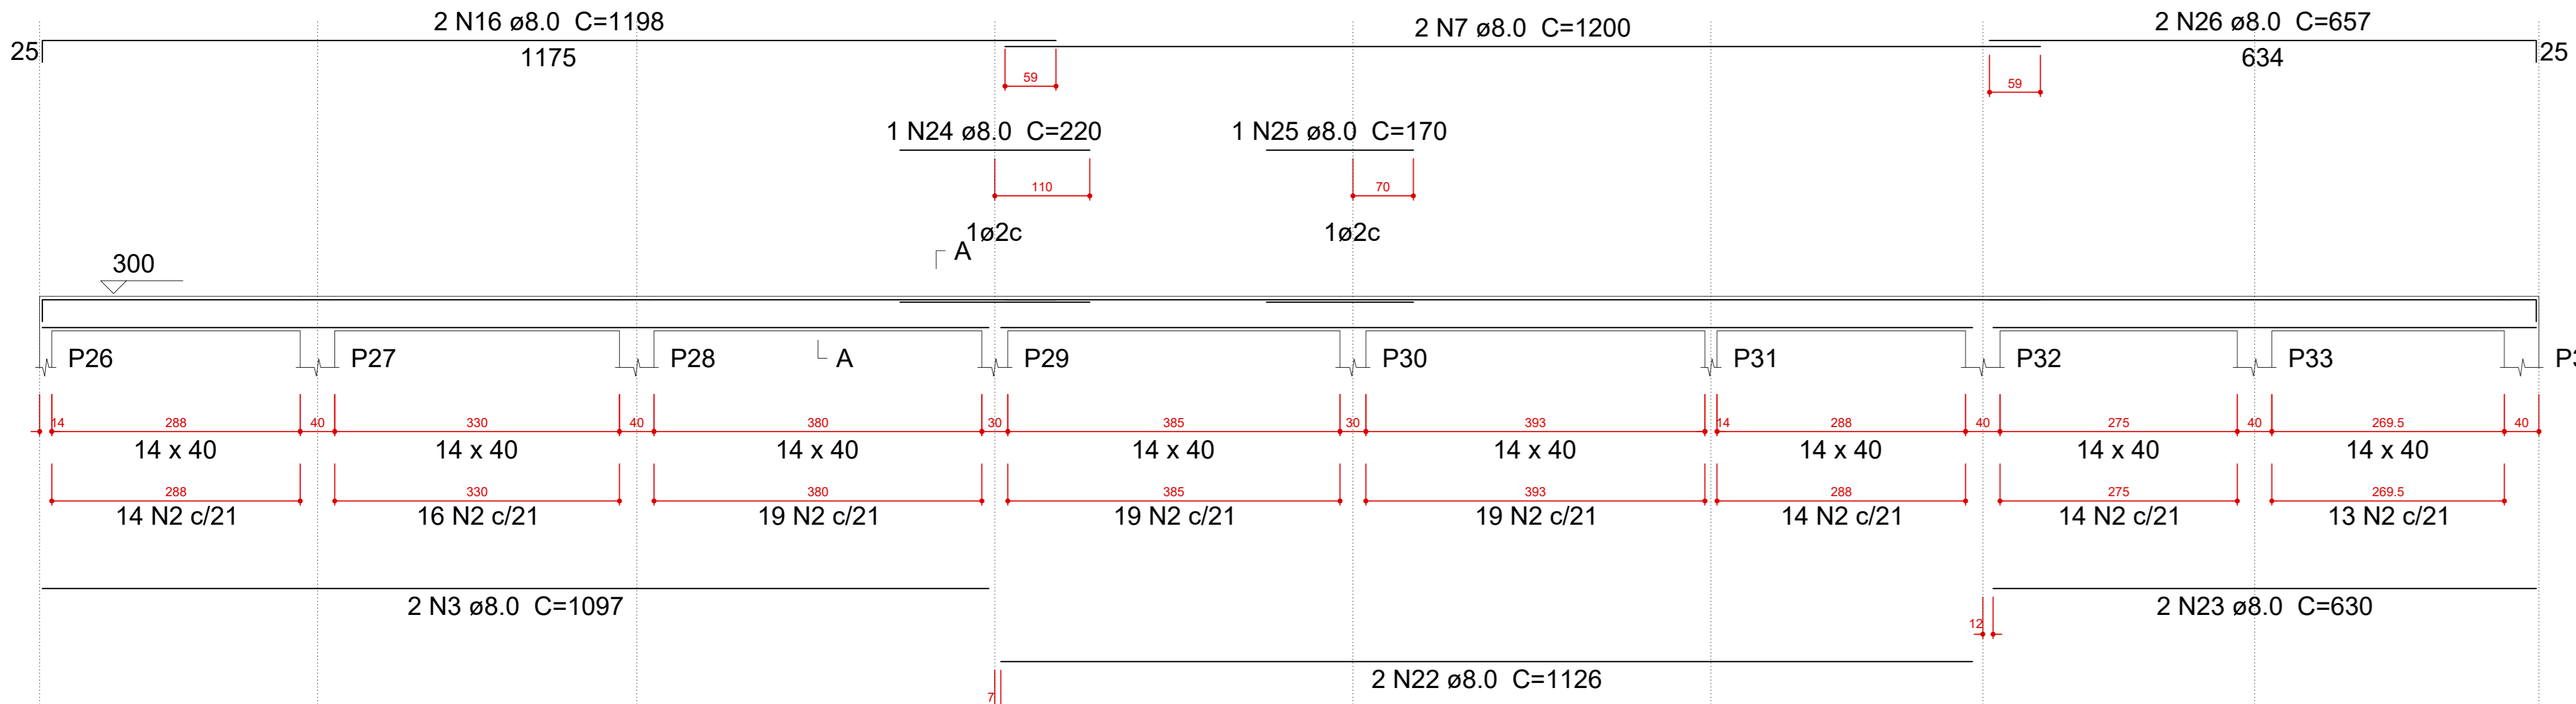 2 N16 ø8.0 C=1198
2 N7 ø8.0 C=1200
2 N26 ø8.0 C=657
25
1175
634
25
59
59
1 N24 ø8.0 C=220
1 N25 ø8.0 C=170
110
70
1ø2c
1ø2c
A
300
P26
P27
P28
A
P29
P30
P31
P32
P33
14
288
40
330
40
380
30
385
30
393
14
288
40
275
40
269.5
40
14 x 40
14 x 40
14 x 40
14 x 40
14 x 40
14 x 40
14 x 40
14 x 40
288
330
380
385
393
288
275
269.5
14 N2 c/21
16 N2 c/21
19 N2 c/21
19 N2 c/21
19 N2 c/21
14 N2 c/21
14 N2 c/21
13 N2 c/21
2 N3 ø8.0 C=1097
2 N23 ø8.0 C=630
12
2 N22 ø8.0 C=1126
7